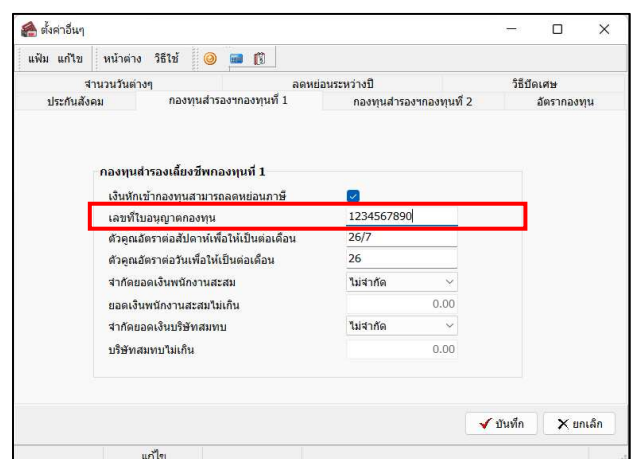 ตั้งค่าอื่นๆ
แฟ้ม แก้ไข หน้าต่าง วิธีใช้
จำนวนวันต่างๆ ลดหย่อนระหว่างปี วิธีปัดเศษ
ประกันสังคม กองทุนสำรองฯกองทุนที่ 1 กองทุนสำรองฯกองทุนที่ 2 อัตรากองทุน
กองทุนสำรองเลี้ยงชีพกองทุนที่ 1
เงินหักเข้ากองทุนสามารถลดหย่อนภาษี
เลขที่ใบอนุญาตกองทุน 1234567890
ตัวคูณอัตราต่อสัปดาห์เพื่อให้เป็นต่อเดือน 26/7
ตัวคูณอัตราต่อวันเพื่อให้เป็นต่อเดือน 26
จำกัดยอดเงินพนักงานสะสม ไม่จำกัด
ยอดเงินพนักงานสะสมไม่เกิน 0.00
จำกัดยอดเงินบริษัทสมทบ ไม่จำกัด
บริษัทสมทบไม่เกิน 0.00
บันทึก ยกเลิก
แก้ไข